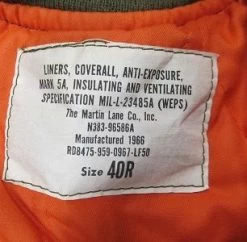 LINERS, COVERALL, ANTI-EXPOSURE,
MARK 5A, INSULATING AND VENTILATING
SPECIFICATION MIL-L-23485A (WEPS)
The Martin Lane Co., Inc.
N383-96586A
Manufactured 1966
RD8475-959-0967-LF50
Size 40R